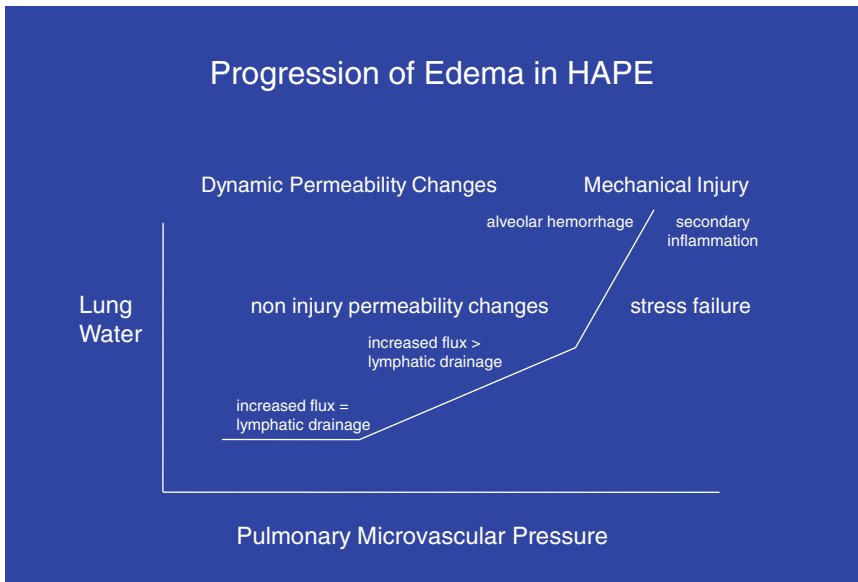 Progression of Edema in HAPE
Dynamic Permeability Changes
Mechanical Injury
alveolar hemorrhage
secondary
inflammation
Lung
Water
non injury permeability changes
stress failure
increased flux >
lymphatic drainage
increased flux =
lymphatic drainage
Pulmonary Microvascular Pressure